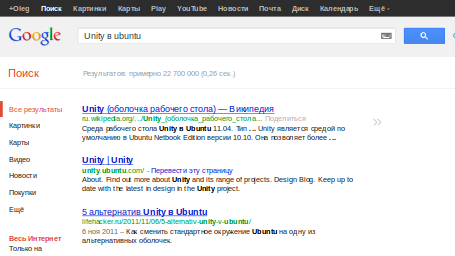 +Oleg Поиск Картинки Карты Play YouTube Новости Почта Диск Календарь Ещё
Google Unity в ubuntu
Поиск Результатов: примерно 22 700 000 (0,26 сек.)
Все результаты
Картинки
Карты
Видео
Новости
Покупки
Ещё
Весь Интернет
Только на
Unity (оболочка рабочего стола) — Википедия
ru.wikipedia.org/.../Unity_(оболочка_рабочего_стола... Поделиться
Среда рабочего стола Unity в Ubuntu 11.04. Тип ... Unity является средой по
умолчанию в Ubuntu Netbook Edition версии 10.10. Она позволяет более ...
»
Unity | Unity
unity.ubuntu.com/ - Перевести эту страницу
About. Find out more about Unity and its range of projects. Design Blog. Keep up to
date with the latest in design in the Unity project.
5 альтернатив Unity в Ubuntu
lifehacker.ru/2011/11/06/5-alternativ-unity-v-ubuntu/
6 ноя 2011 – Как сменить стандартное окружение Ubuntu на одну из
альтернативных оболочек.